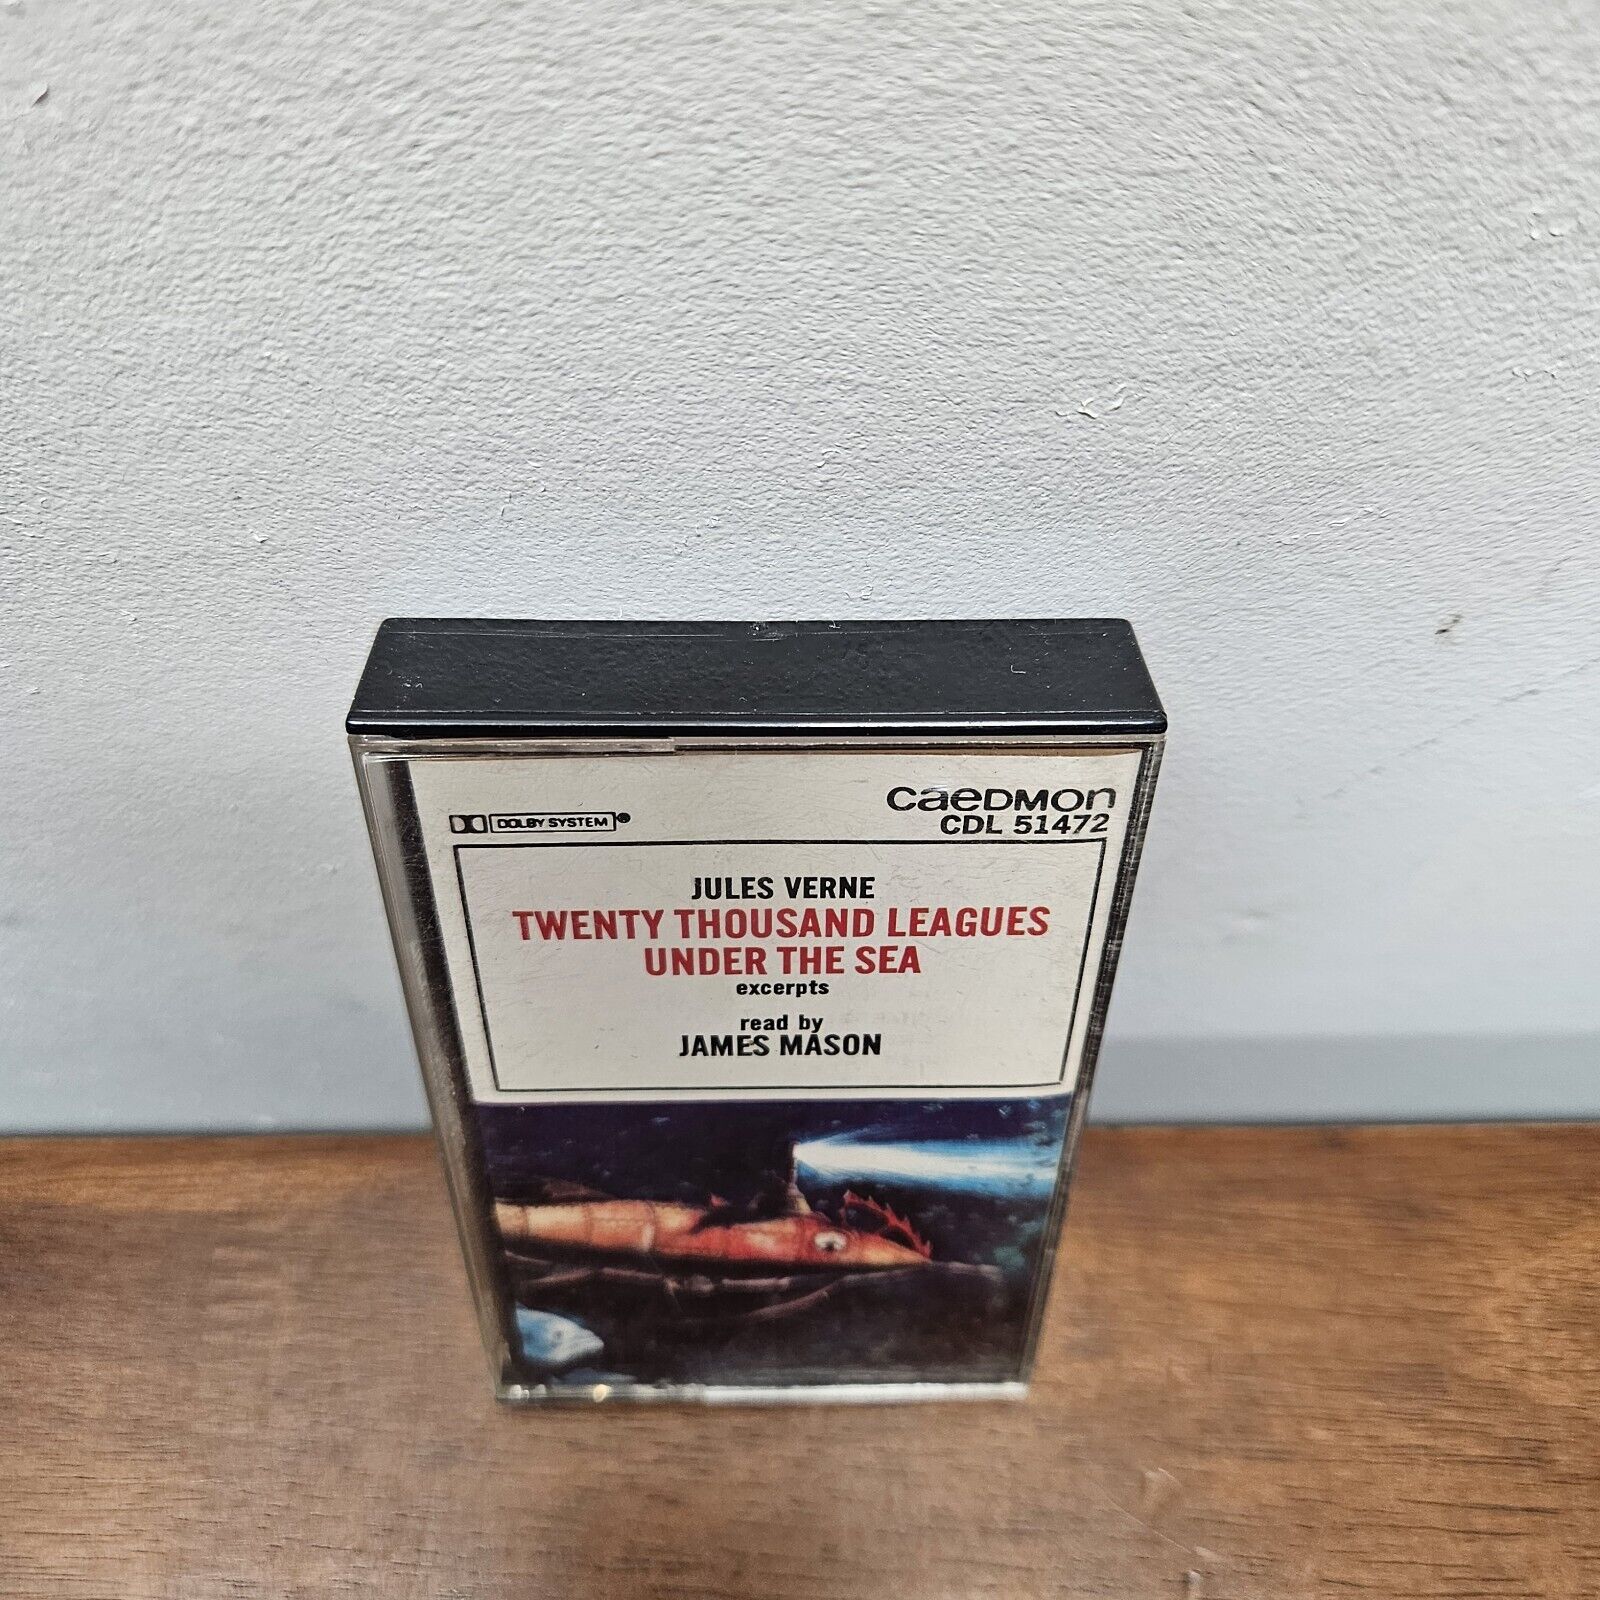 caeDMon
DOLBY SYSTEM®
CDL 51472
JULES VERNE
TWENTY THOUSAND LEAGUES
UNDER THE SEA
excerpts
read by
JAMES MASON